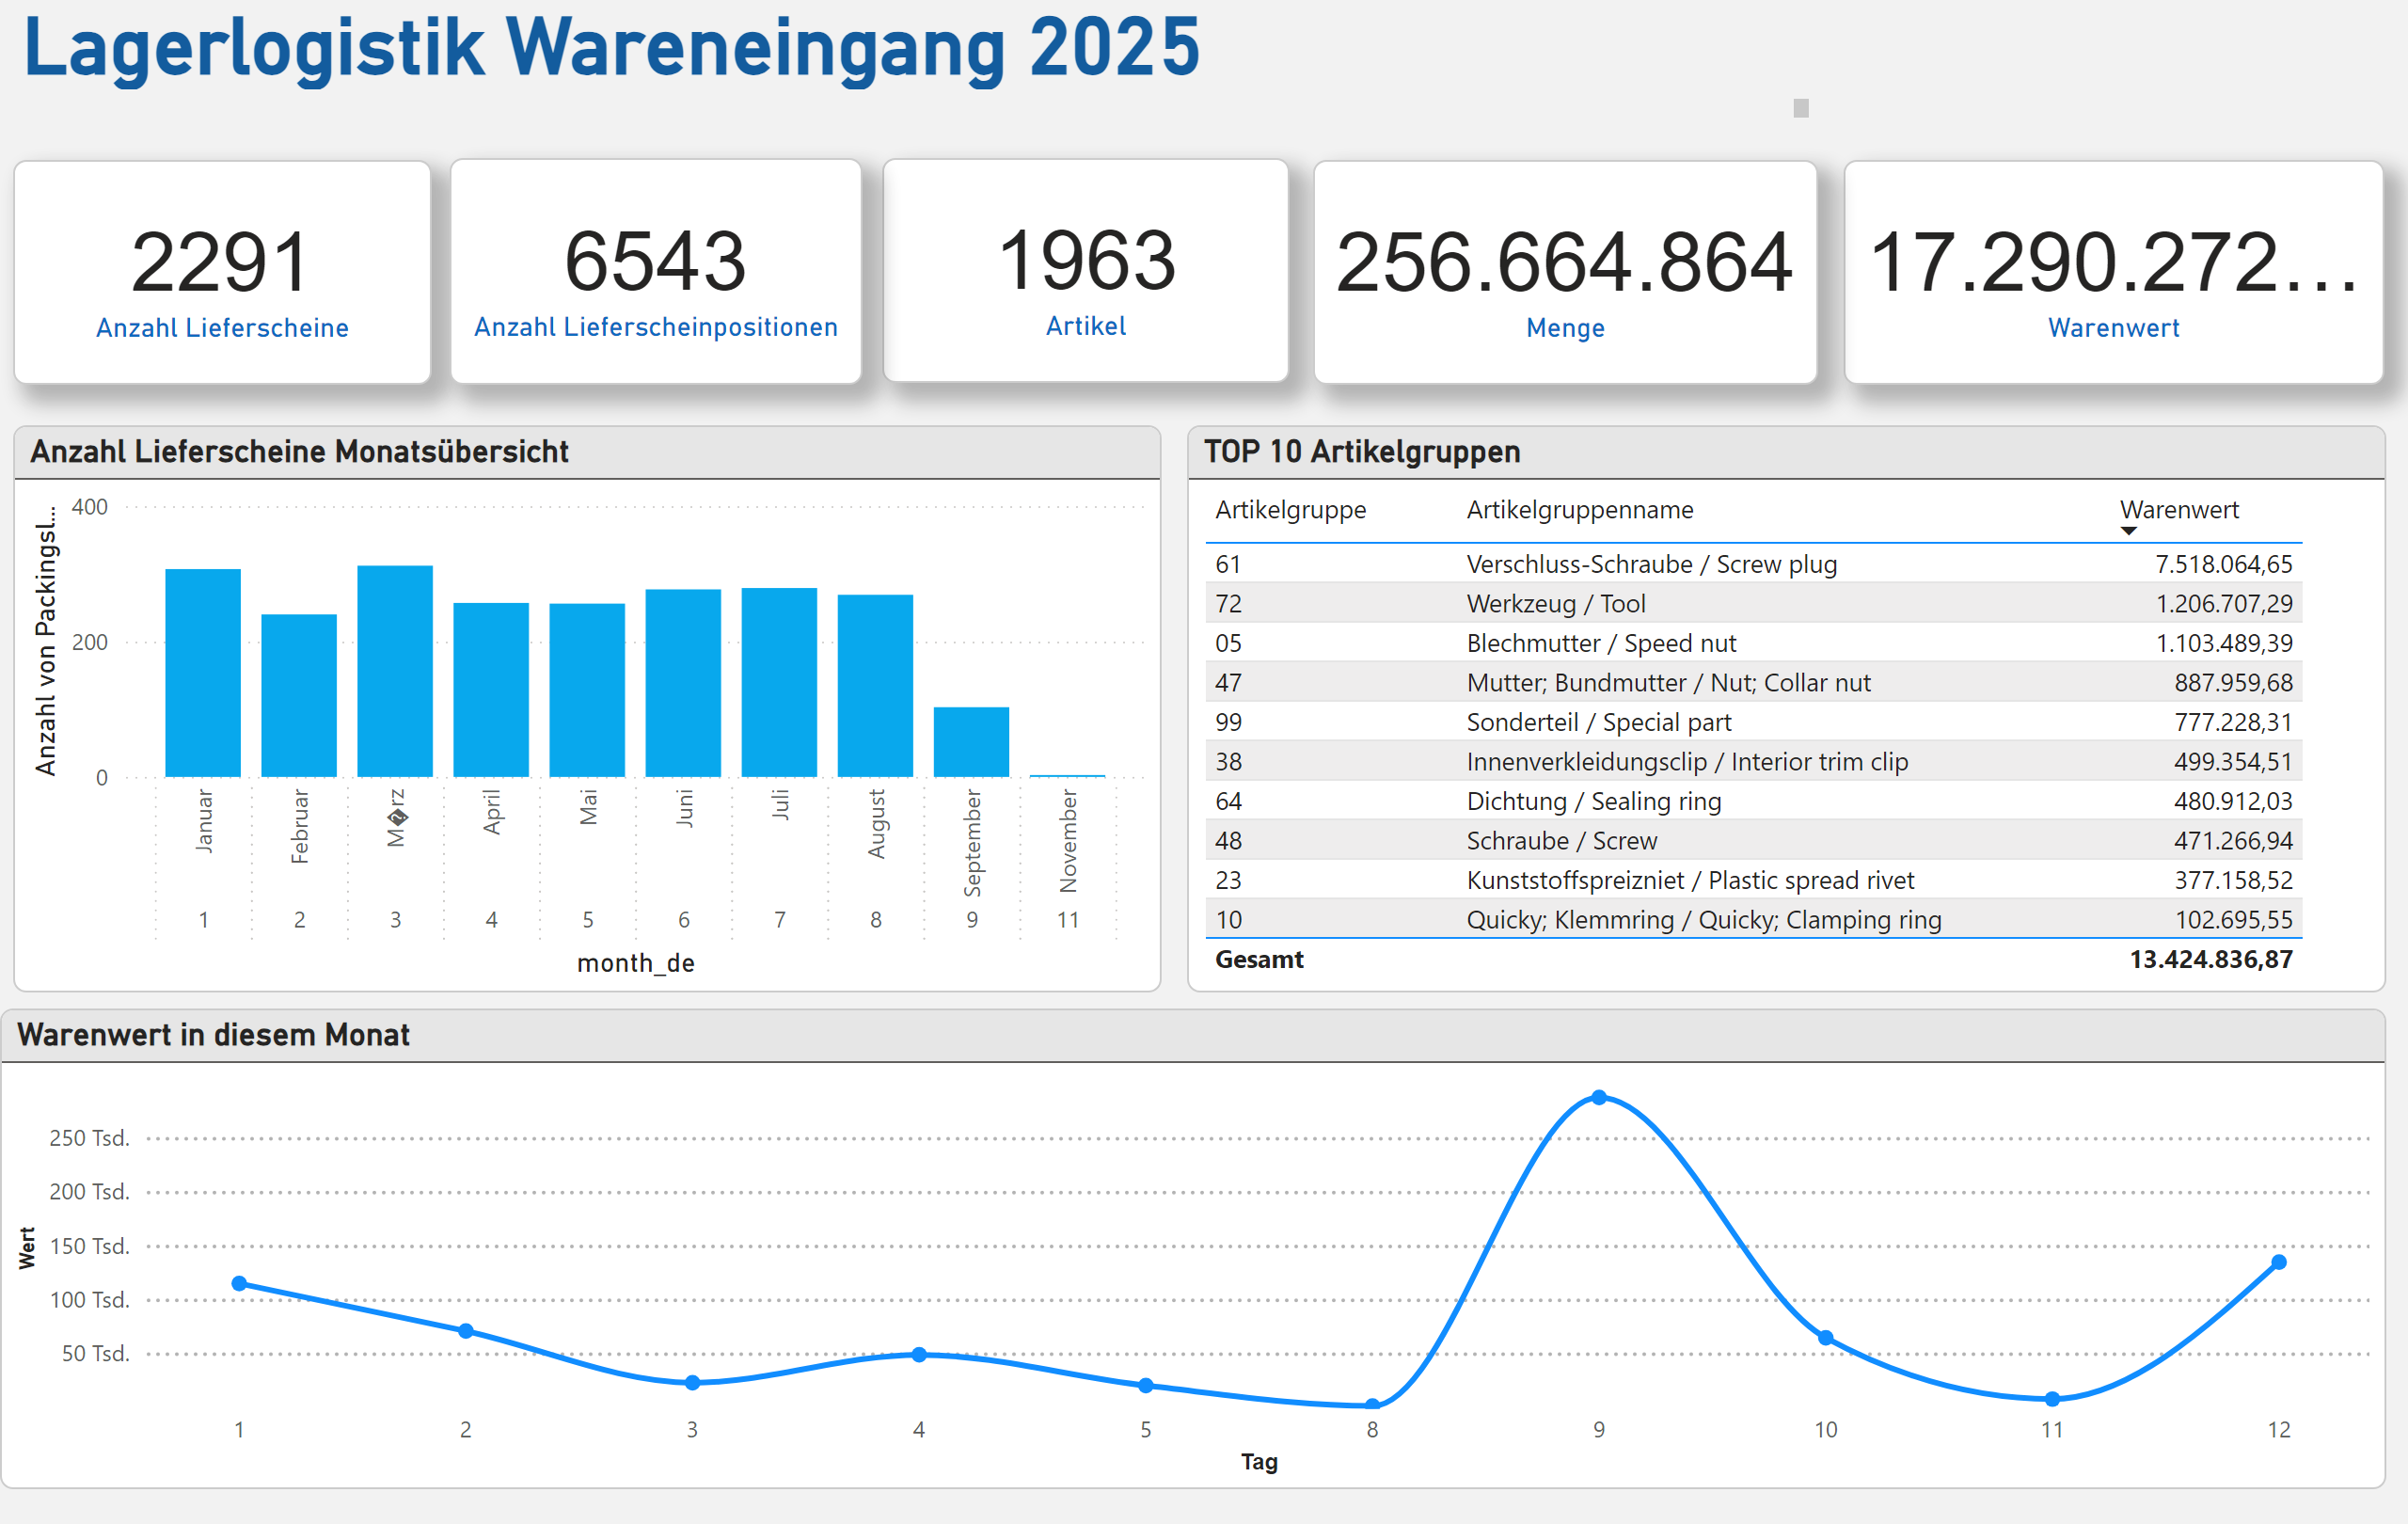 Lagerlogistik Wareneingang 2025
2291
Anzahl Lieferscheine
6543
Anzahl Lieferscheinpositionen
1963
Artikel
256.664.864
Menge
17.290.272...
Warenwert
Anzahl Lieferscheine Monatsübersicht
Anzahl von Packingsl...
400
200
0
Januar
Februar
M�rz
April
Mai
Juni
Juli
August
September
November
1 2 3 4 5 6 7 8 9 11
month_de
TOP 10 Artikelgruppen
Artikelgruppe Artikelgruppenname Warenwert
61 Verschluss-Schraube / Screw plug 7.518.064,65
72 Werkzeug / Tool 1.206.707,29
05 Blechmutter / Speed nut 1.103.489,39
47 Mutter; Bundmutter / Nut; Collar nut 887.959,68
99 Sonderteil / Special part 777.228,31
38 Innenverkleidungsclip / Interior trim clip 499.354,51
64 Dichtung / Sealing ring 480.912,03
48 Schraube / Screw 471.266,94
23 Kunststoffspreizniet / Plastic spread rivet 377.158,52
10 Quicky; Klemmring / Quicky; Clamping ring 102.695,55
Gesamt 13.424.836,87
Warenwert in diesem Monat
Wert
250 Tsd.
200 Tsd.
150 Tsd.
100 Tsd.
50 Tsd.
1 2 3 4 5 8 9 10 11 12
Tag